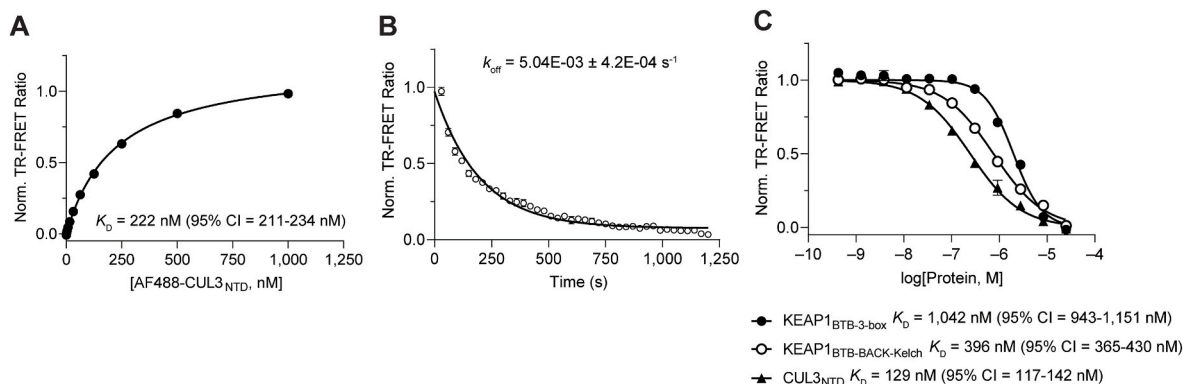 A
Norm. TR-FRET Ratio
1.0
0.5
0.0
K_D = 222 nM (95% CI = 211-234 nM)
0 250 500 750 1,000 1,250
[AF488-CUL3_NTD, nM]
B
Norm. TR-FRET Ratio
k_off = 5.04E-03 ± 4.2E-04 s⁻¹
1.0
0.5
0.0
0 250 500 750 1,000 1,250
Time (s)
C
Norm. TR-FRET Ratio
1.0
0.5
0.0
–10 –9 –8 –7 –6 –5 –4
log[Protein, M]
KEAP1_BTB-3-box K_D = 1,042 nM (95% CI = 943-1,151 nM)
KEAP1_BTB-BACK-Kelch K_D = 396 nM (95% CI = 365-430 nM)
CUL3_NTD K_D = 129 nM (95% CI = 117-142 nM)